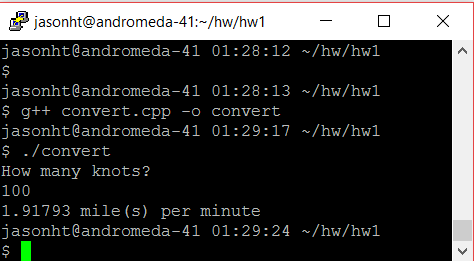 jasonht@andromeda-41:~/hw/hw1
jasonht@andromeda-41 01:28:12 ~/hw/hw1
$
jasonht@andromeda-41 01:28:13 ~/hw/hw1
$ g++ convert.cpp -o convert
jasonht@andromeda-41 01:29:17 ~/hw/hw1
$ ./convert
How many knots?
100
1.91793 mile(s) per minute
jasonht@andromeda-41 01:29:24 ~/hw/hw1
$